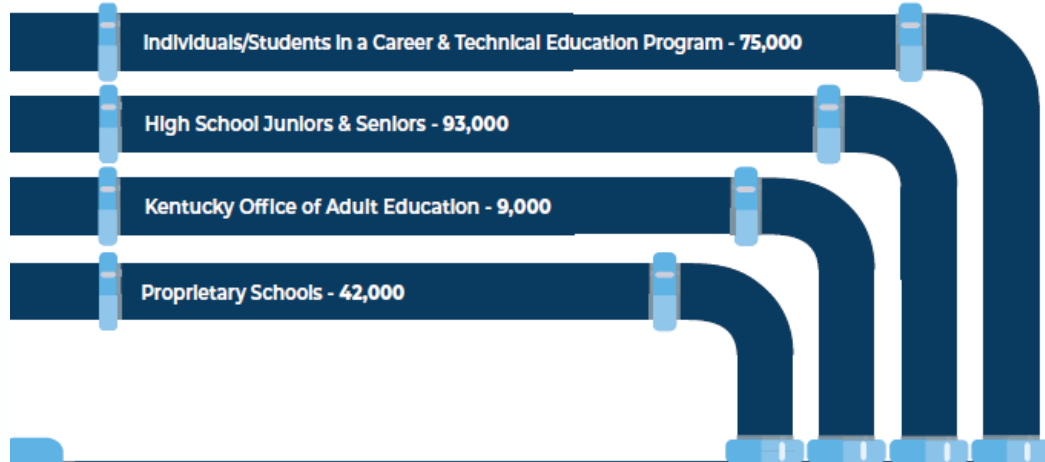 Individuals/Students in a Career & Technical Education Program - 75,000
High School Juniors & Seniors - 93,000
Kentucky Office of Adult Education - 9,000
Proprietary Schools - 42,000